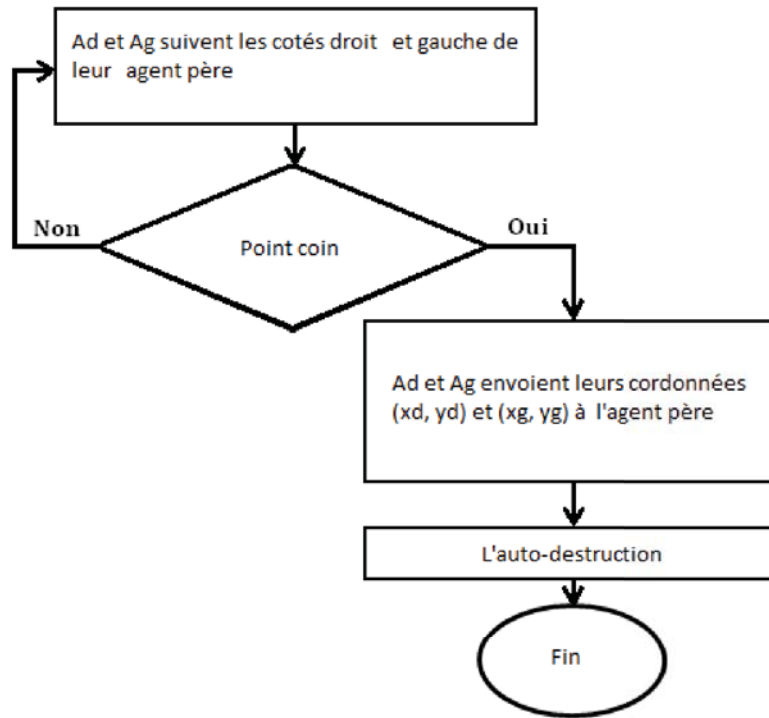 Ad et Ag suivent les cotés droit et gauche de
leur agent père
Non
Oui
Point coin
Ad et Ag envoient leurs cordonnées
(xd, yd) et (xg, yg) à l'agent père
L'auto-destruction
Fin